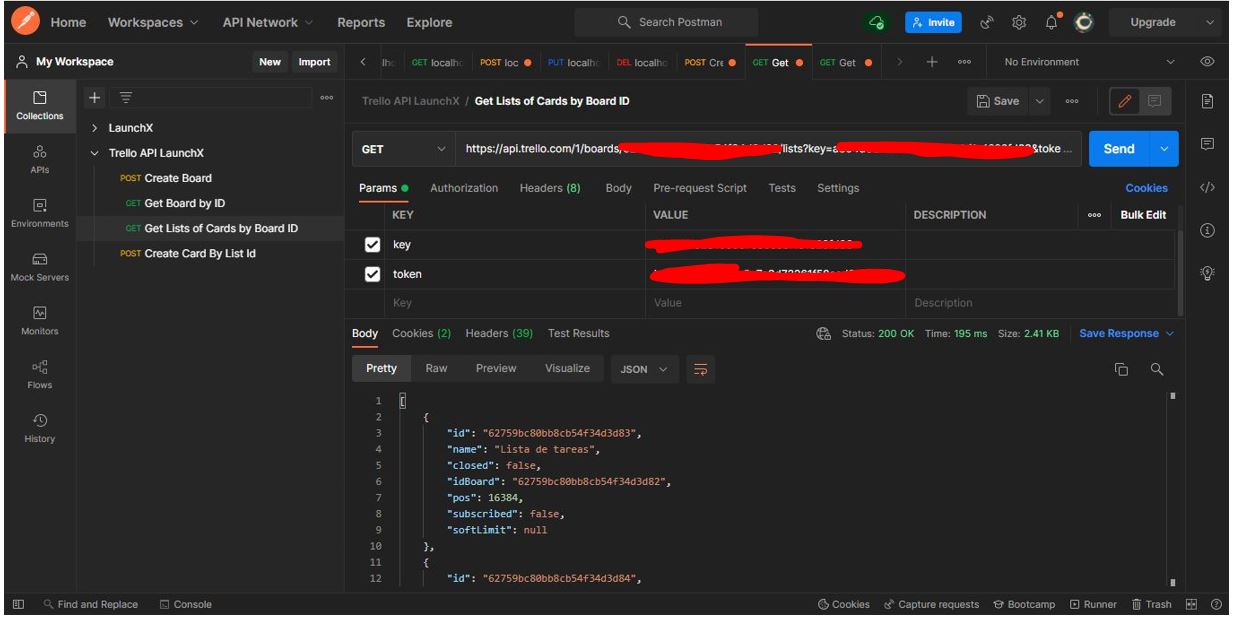 Home Workspaces API Network Reports Explore Search Postman Invite Upgrade
My Workspace New Import GET localho POST loc PUT localho DEL localho POST Cre GET Get GET Get No Environment
Collections
APIs
Environments
Mock Servers
Monitors
Flows
History
LaunchX
Trello API LaunchX
POST Create Board
GET Get Board by ID
GET Get Lists of Cards by Board ID
POST Create Card By List Id
Trello API LaunchX / Get Lists of Cards by Board ID Save
GET https://api.trello.com/1/boards/ /lists?key= &toke ... Send
Params Authorization Headers (8) Body Pre-request Script Tests Settings Cookies
KEY VALUE DESCRIPTION Bulk Edit
key
token
Key Value Description
Body Cookies (2) Headers (39) Test Results Status: 200 OK Time: 195 ms Size: 2.41 KB Save Response
Pretty Raw Preview Visualize JSON
1 [
2 {
3 "id": "62759bc80bb8cb54f34d3d83",
4 "name": "Lista de tareas",
5 "closed": false,
6 "idBoard": "62759bc80bb8cb54f34d3d82",
7 "pos": 16384,
8 "subscribed": false,
9 "softLimit": null
10 },
11 {
12 "id": "62759bc80bb8cb54f34d3d84",
Find and Replace Console Cookies Capture requests Bootcamp Runner Trash